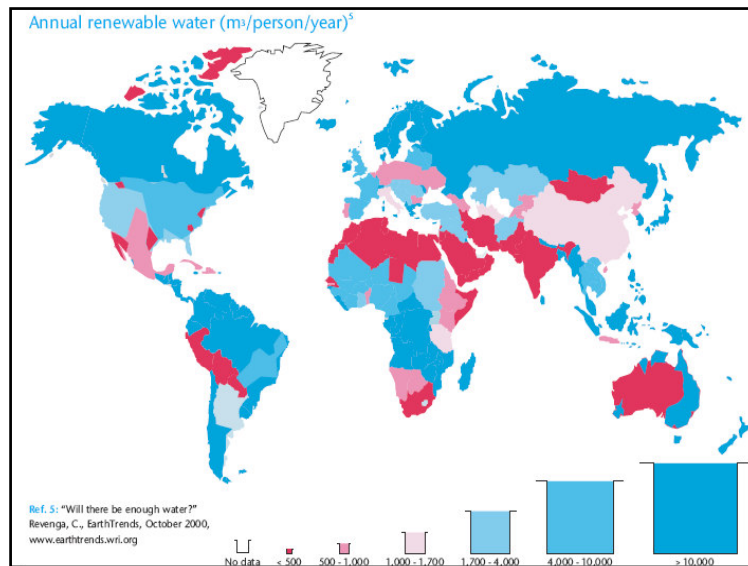 Annual renewable water (m³/person/year)⁵
Ref. 5: "Will there be enough water?"
Revenga, C., EarthTrends, October 2000,
www.earthtrends.wri.org
No data
< 500
500 - 1,000
1,000 - 1,700
1,700 - 4,000
4,000 - 10,000
> 10,000